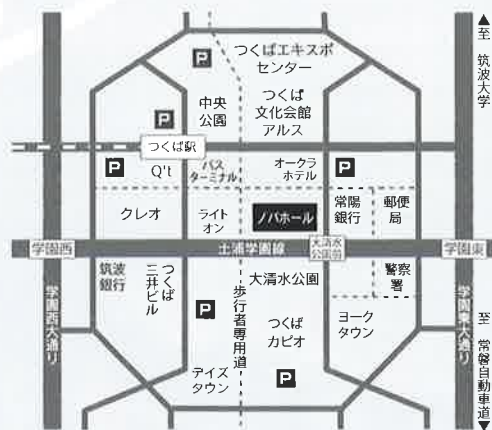 ▲至 筑波大学
P
つくばエキスポ
センター
中央
公園
つくば
文化会館
アルス
P
つくば駅
P
Q't
バス
ターミナル
オークラ
ホテル
P
クレオ
ライト
オン
ノバホール
常陽
銀行
郵便
局
学園西
土浦学園線
大清水
公園前
学園東
筑波
銀行
つくば
三井ビル
大清水公園
警察
署
学園西大通り
P
歩行者専用道
つくば
カピオ
ヨーク
タウン
学園東大通り
デイズ
タウン
P
至 常磐自動車道▼